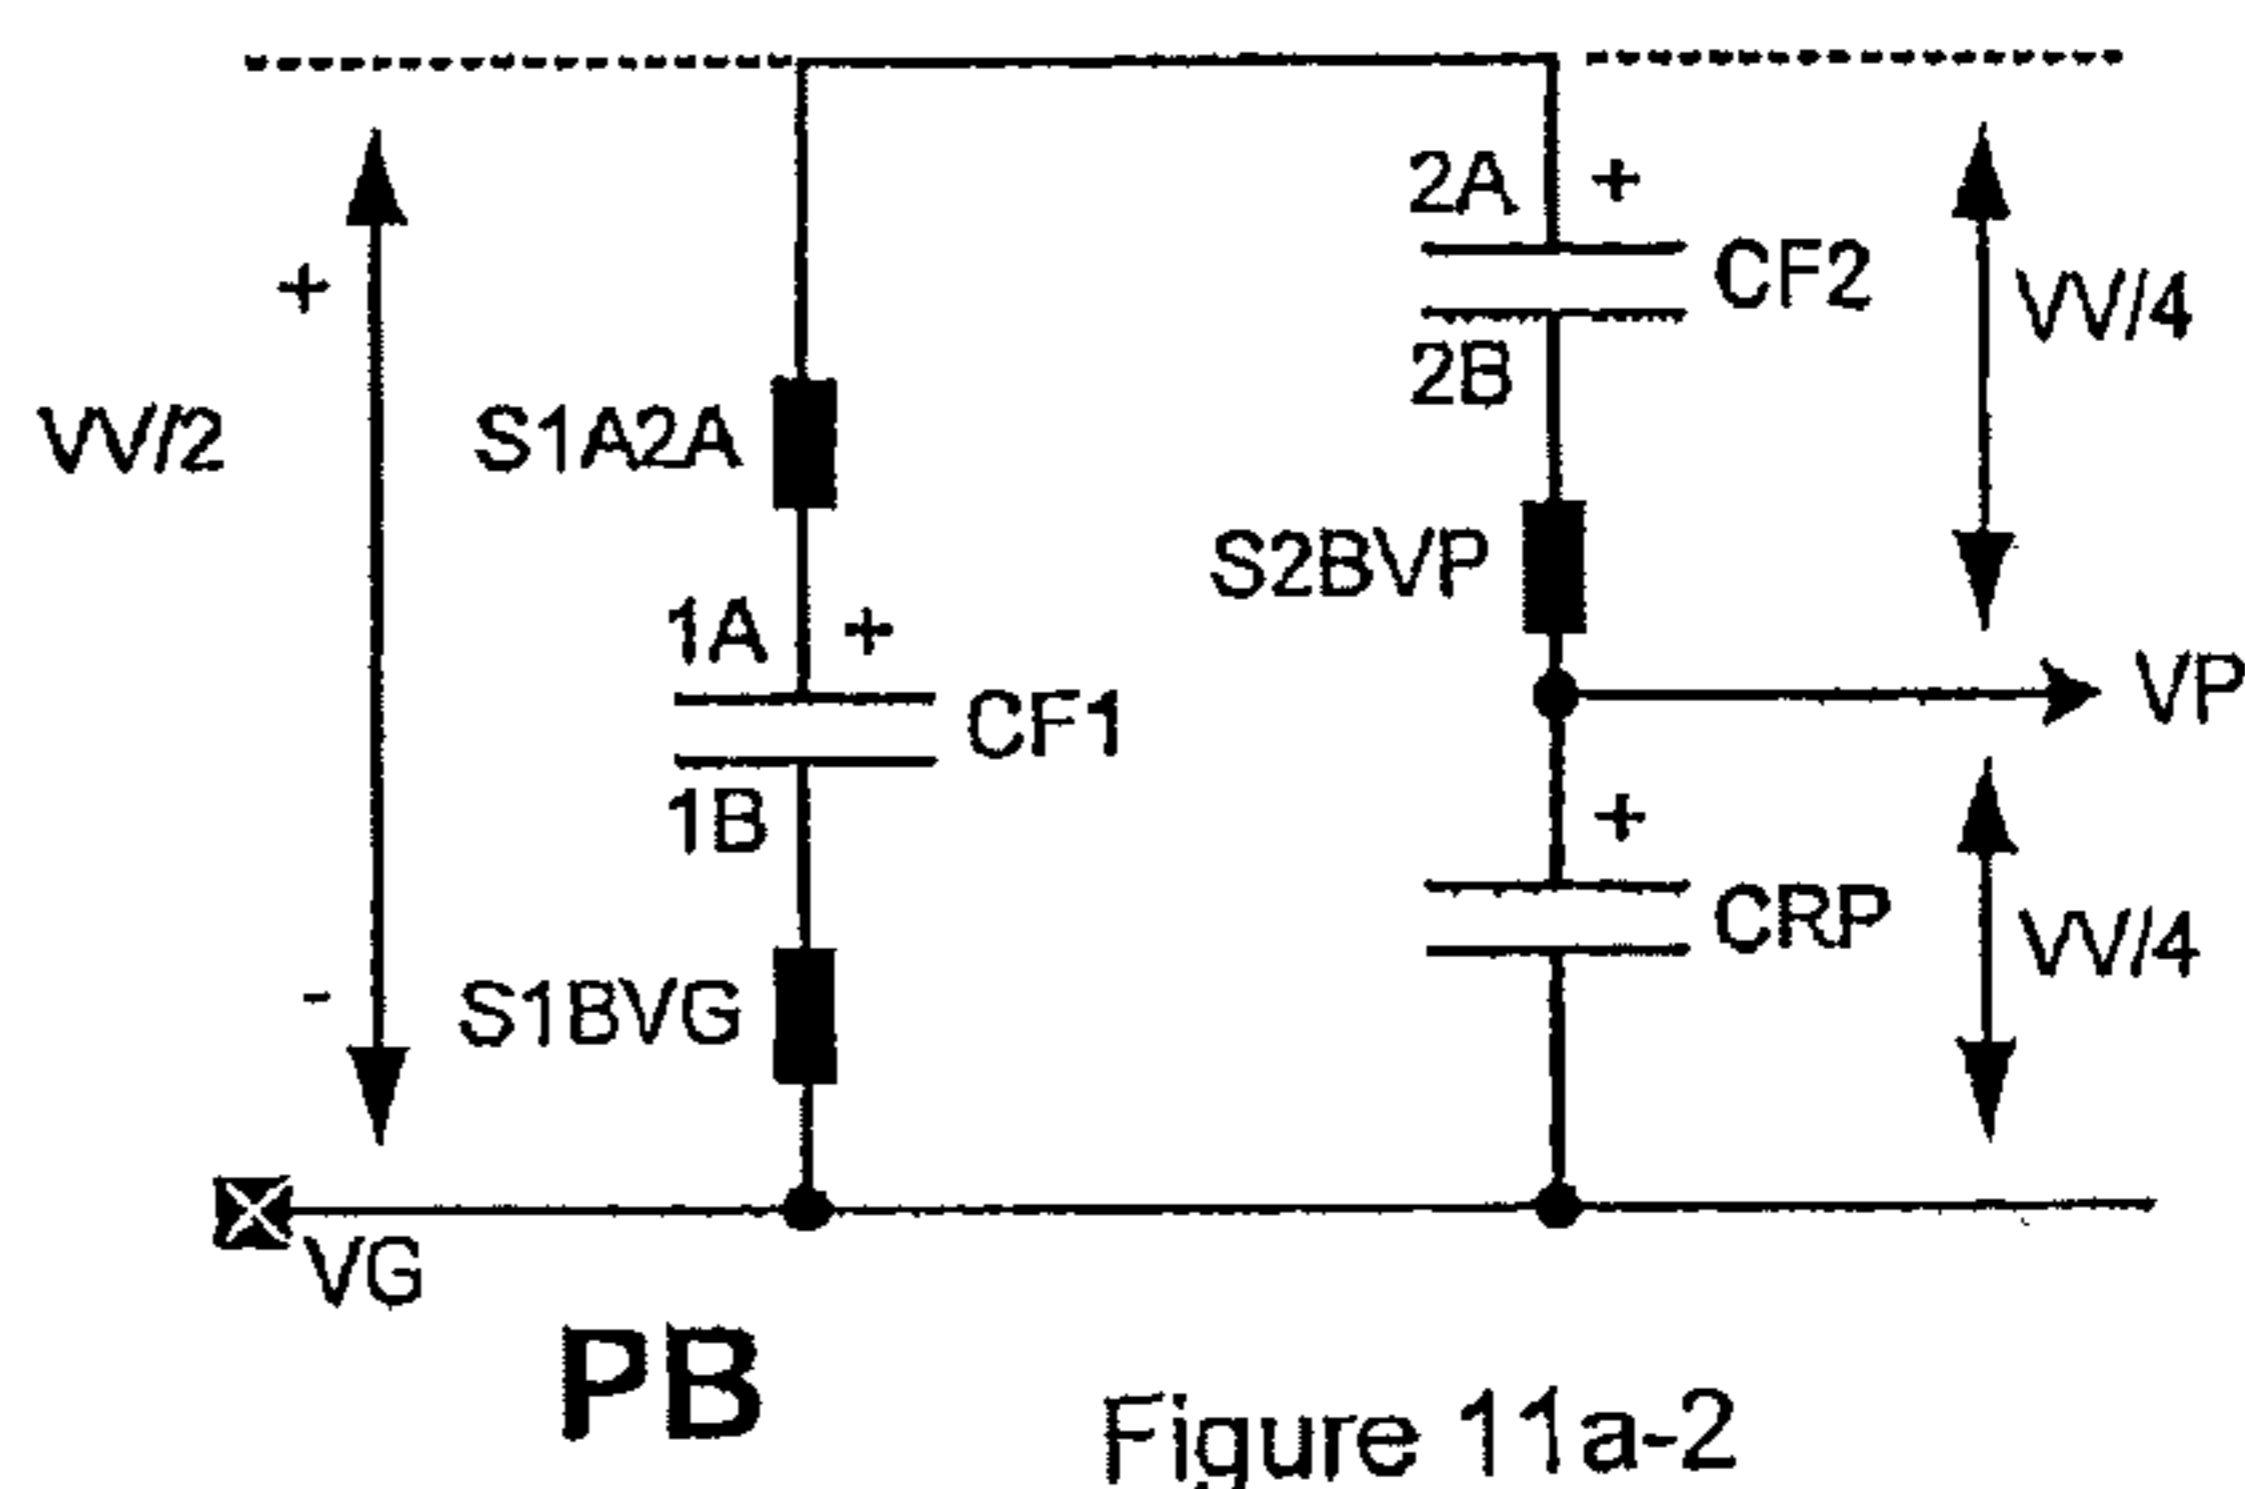 2A +
CF2
+
VV/4
2B
VV/2
S1A2A
S2BVP
1A +
VP
CF1
1B
+
CRP
VV/4
-
S1BVG
VG
PB
Figure 11a-2